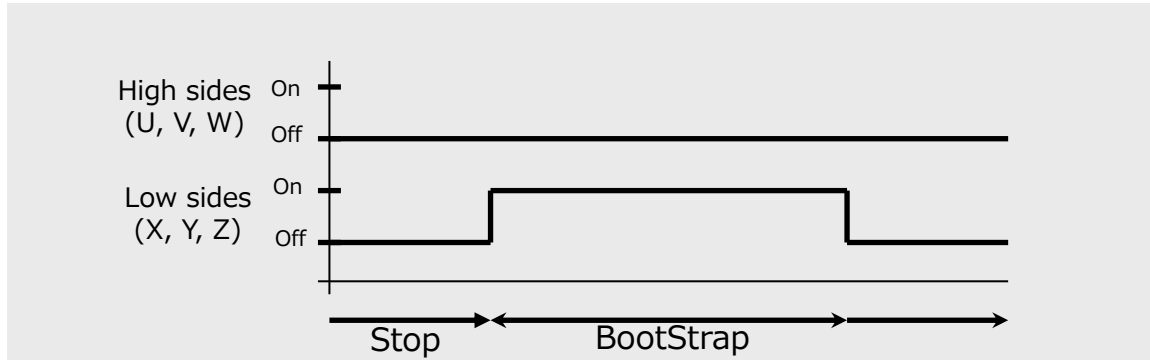 High sides
(U, V, W)
On
Off
Low sides
(X, Y, Z)
On
Off
Stop
BootStrap